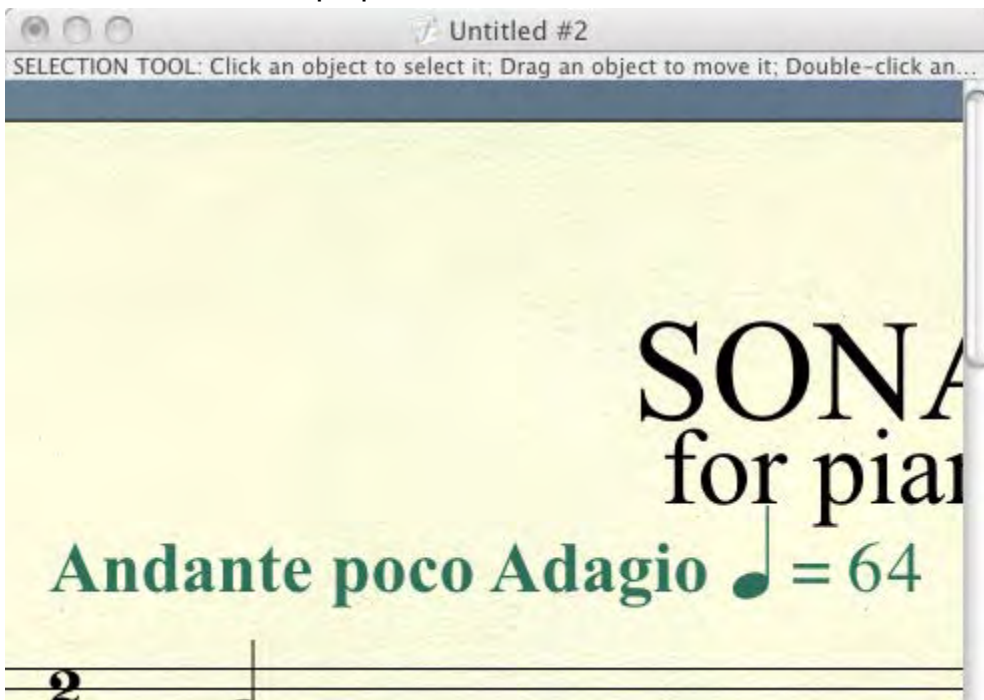 Untitled #2
SELECTION TOOL: Click an object to select it; Drag an object to move it; Double-click an...
SONA
for pian
Andante poco Adagio ♩ = 64
2